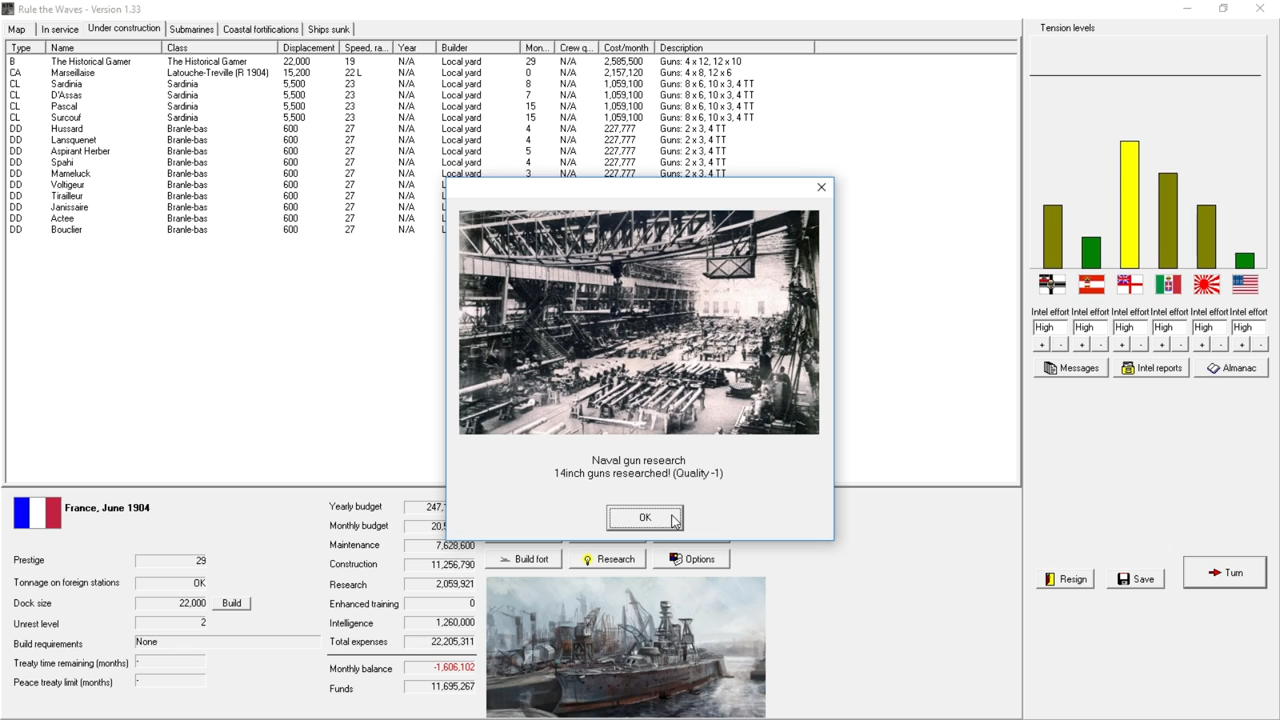 Rule the Waves - Version 1.33
Map In service Under construction Submarines Coastal fortifications Ships sunk
Type Name Class Displacement Speed, ra... Year Builder Mon... Crew q... Cost/month Description
B The Historical Gamer The Historical Gamer 22,000 19 N/A Local yard 29 N/A 2,585,500 Guns: 4 x 12, 12 x 10
CA Marseillaise Latouche-Treville (R 1904) 15,200 22 L N/A Local yard 0 N/A 2,157,120 Guns: 4 x 8, 12 x 6
CL Sardinia Sardinia 5,500 23 N/A Local yard 8 N/A 1,059,100 Guns: 8 x 6, 10 x 3, 4 TT
CL D'Assas Sardinia 5,500 23 N/A Local yard 7 N/A 1,059,100 Guns: 8 x 6, 10 x 3, 4 TT
CL Pascal Sardinia 5,500 23 N/A Local yard 15 N/A 1,059,100 Guns: 8 x 6, 10 x 3, 4 TT
CL Surcouf Sardinia 5,500 23 N/A Local yard 15 N/A 1,059,100 Guns: 8 x 6, 10 x 3, 4 TT
DD Hussard Branle-bas 600 27 N/A Local yard 4 N/A 227,777 Guns: 2 x 3, 4 TT
DD Lansquenet Branle-bas 600 27 N/A Local yard 4 N/A 227,777 Guns: 2 x 3, 4 TT
DD Aspirant Herber Branle-bas 600 27 N/A Local yard 5 N/A 227,777 Guns: 2 x 3, 4 TT
DD Spahi Branle-bas 600 27 N/A Local yard 4 N/A 227,777 Guns: 2 x 3, 4 TT
DD Mameluck Branle-bas 600 27 N/A Local yard 3 N/A 227,777 Guns: 2 x 3, 4 TT
DD Voltigeur Branle-bas 600 27 N/A L
DD Tirailleur Branle-bas 600 27 N/A L
DD Janissaire Branle-bas 600 27 N/A L
DD Actee Branle-bas 600 27 N/A L
DD Bouclier Branle-bas 600 27 N/A L
Naval gun research
14inch guns researched! (Quality -1)
OK
Tension levels
Intel effort Intel effort Intel effort Intel effort Intel effort Intel effort
High High High High High High
+ - + - + - + - + - + -
Messages Intel reports Almanac
Resign Save Turn
France, June 1904
Prestige 29
Tonnage on foreign stations OK
Dock size 22,000 Build
Unrest level 2
Build requirements None
Treaty time remaining (months) -
Peace treaty limit (months) -
Yearly budget 247,
Monthly budget 20,
Maintenance 7,628,600
Construction 11,256,790
Research 2,059,921
Enhanced training 0
Intelligence 1,260,000
Total expenses 22,205,311
Monthly balance -1,606,102
Funds 11,695,267
Build fort Research Options